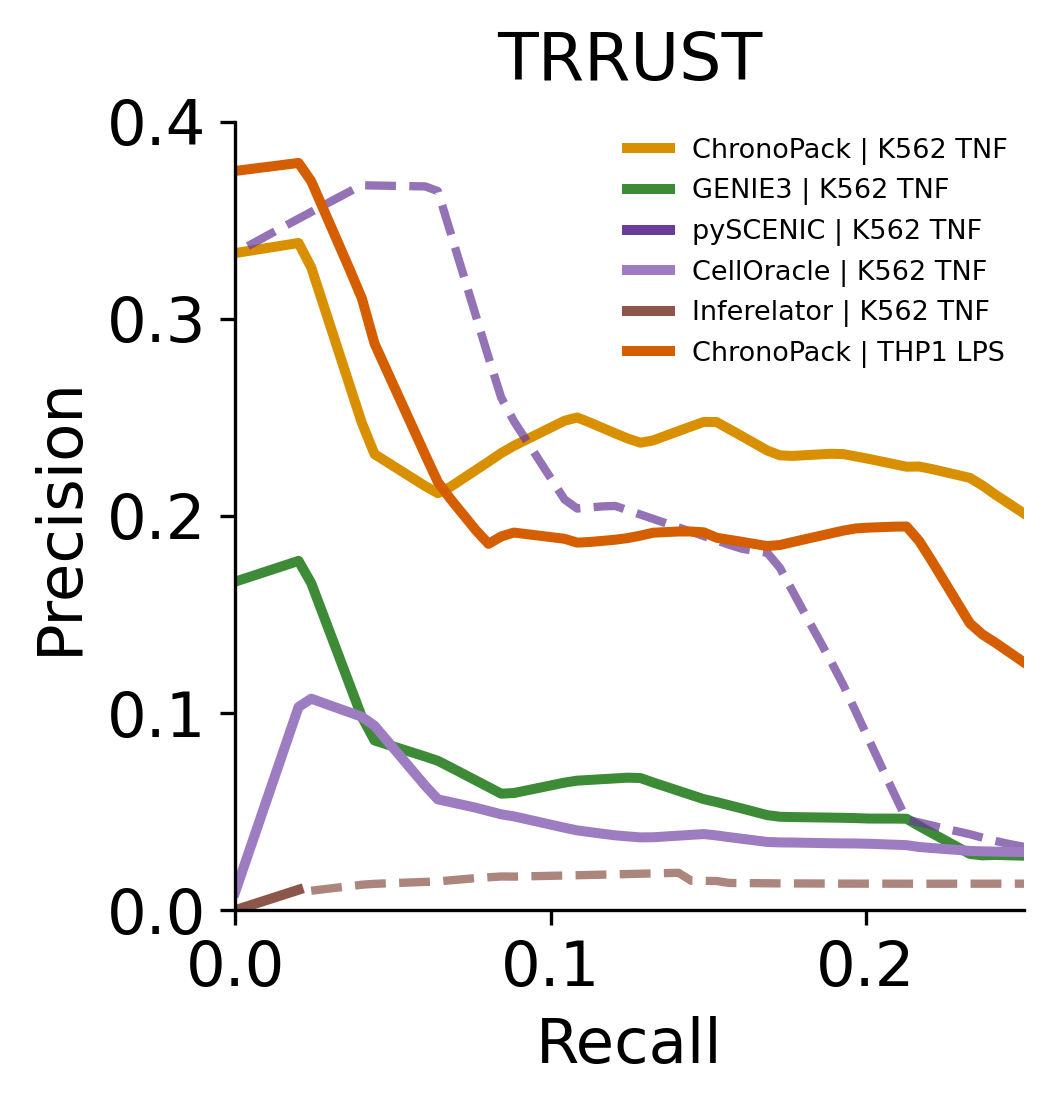 TRRUST
0.4
0.3
0.2
0.1
0.0
Precision
ChronoPack | K562 TNF
GENIE3 | K562 TNF
pySCENIC | K562 TNF
CellOracle | K562 TNF
Inferelator | K562 TNF
ChronoPack | THP1 LPS
0.0 0.1 0.2
Recall